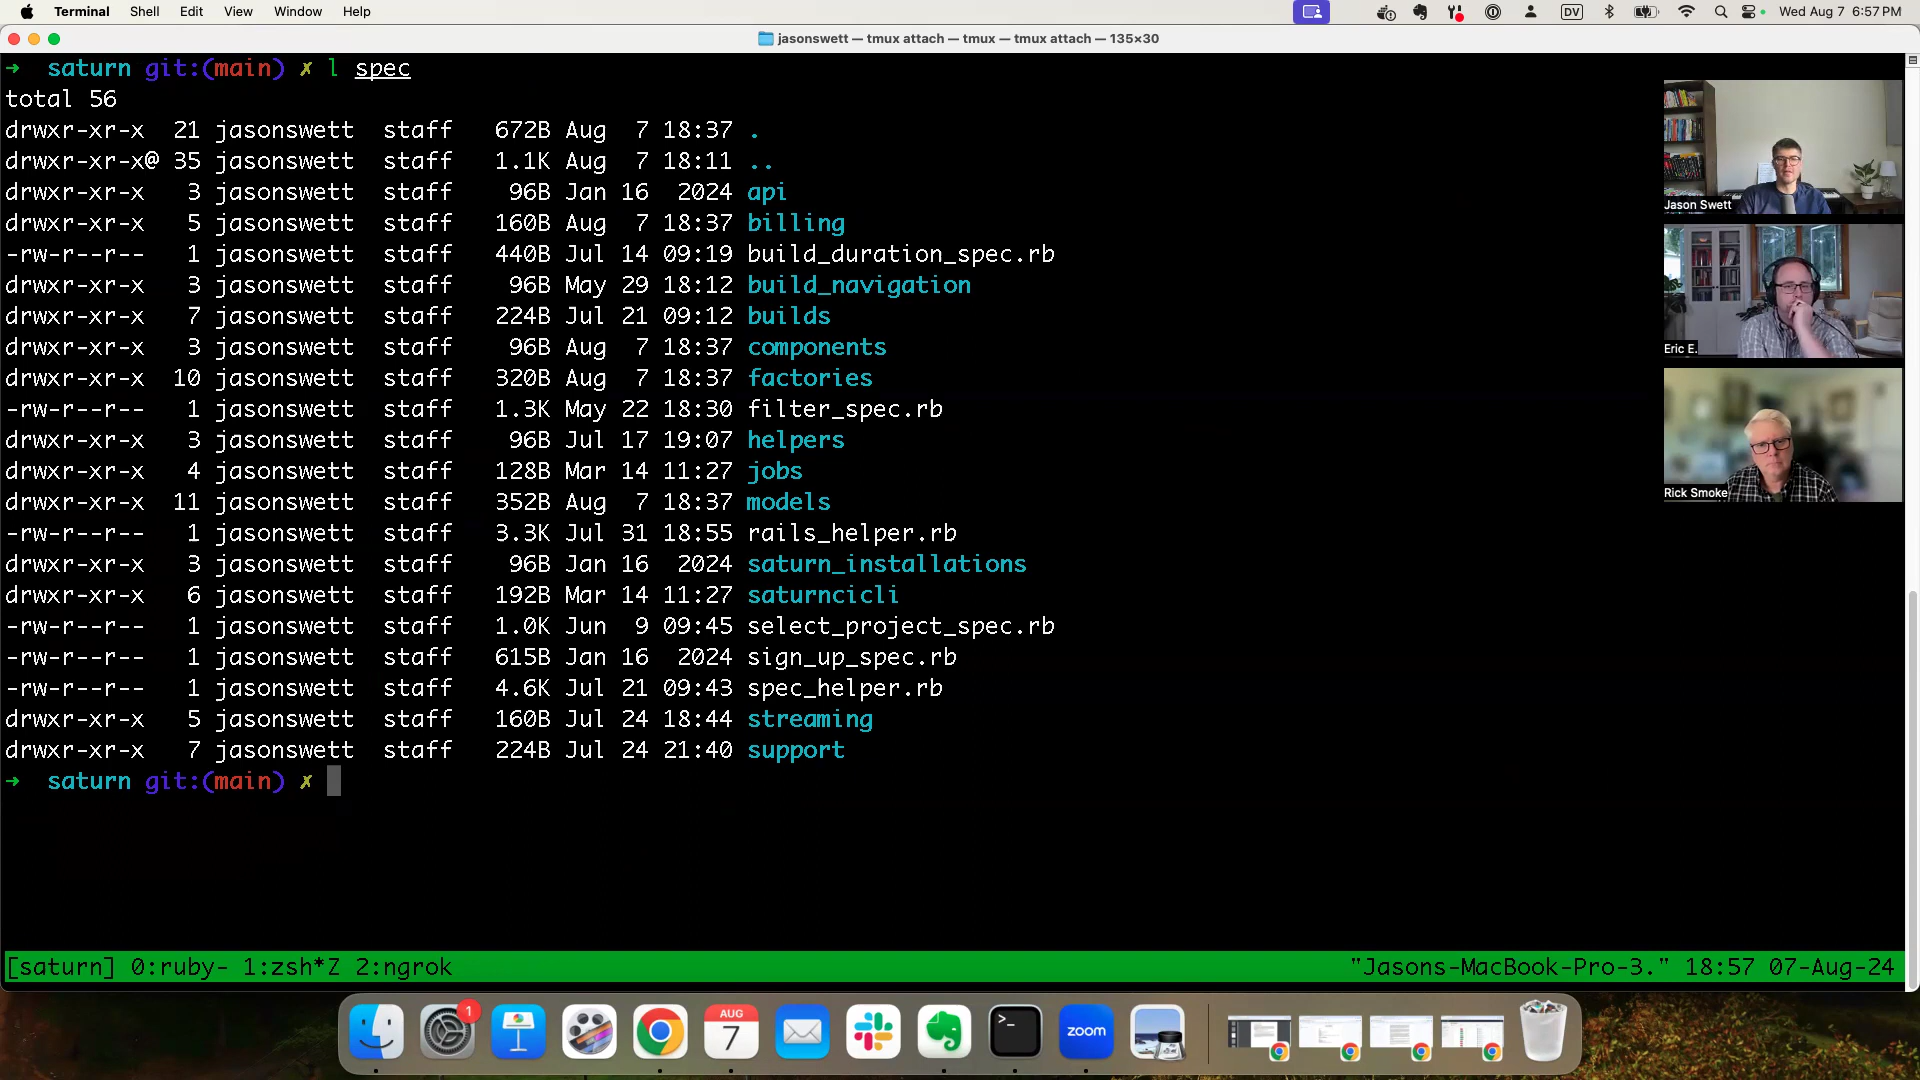 Terminal Shell Edit View Window Help DV Wed Aug 7 6:57 PM
jasonswett — tmux attach — tmux — tmux attach — 135×30
➜ saturn git:(main) ✗ l spec
total 56
drwxr-xr-x 21 jasonswett staff 672B Aug 7 18:37 .
drwxr-xr-x@ 35 jasonswett staff 1.1K Aug 7 18:11 ..
drwxr-xr-x 3 jasonswett staff 96B Jan 16 2024 api
drwxr-xr-x 5 jasonswett staff 160B Aug 7 18:37 billing
-rw-r--r-- 1 jasonswett staff 440B Jul 14 09:19 build_duration_spec.rb
drwxr-xr-x 3 jasonswett staff 96B May 29 18:12 build_navigation
drwxr-xr-x 7 jasonswett staff 224B Jul 21 09:12 builds
drwxr-xr-x 3 jasonswett staff 96B Aug 7 18:37 components
drwxr-xr-x 10 jasonswett staff 320B Aug 7 18:37 factories
-rw-r--r-- 1 jasonswett staff 1.3K May 22 18:30 filter_spec.rb
drwxr-xr-x 3 jasonswett staff 96B Jul 17 19:07 helpers
drwxr-xr-x 4 jasonswett staff 128B Mar 14 11:27 jobs
drwxr-xr-x 11 jasonswett staff 352B Aug 7 18:37 models
-rw-r--r-- 1 jasonswett staff 3.3K Jul 31 18:55 rails_helper.rb
drwxr-xr-x 3 jasonswett staff 96B Jan 16 2024 saturn_installations
drwxr-xr-x 6 jasonswett staff 192B Mar 14 11:27 saturncicli
-rw-r--r-- 1 jasonswett staff 1.0K Jun 9 09:45 select_project_spec.rb
-rw-r--r-- 1 jasonswett staff 615B Jan 16 2024 sign_up_spec.rb
-rw-r--r-- 1 jasonswett staff 4.6K Jul 21 09:43 spec_helper.rb
drwxr-xr-x 5 jasonswett staff 160B Jul 24 18:44 streaming
drwxr-xr-x 7 jasonswett staff 224B Jul 24 21:40 support
➜ saturn git:(main) ✗
Jason Swett
Eric E.
Rick Smoke
[saturn] 0:ruby- 1:zsh*Z 2:ngrok "Jasons-MacBook-Pro-3." 18:57 07-Aug-24
1
AUG
7
>_
zoom